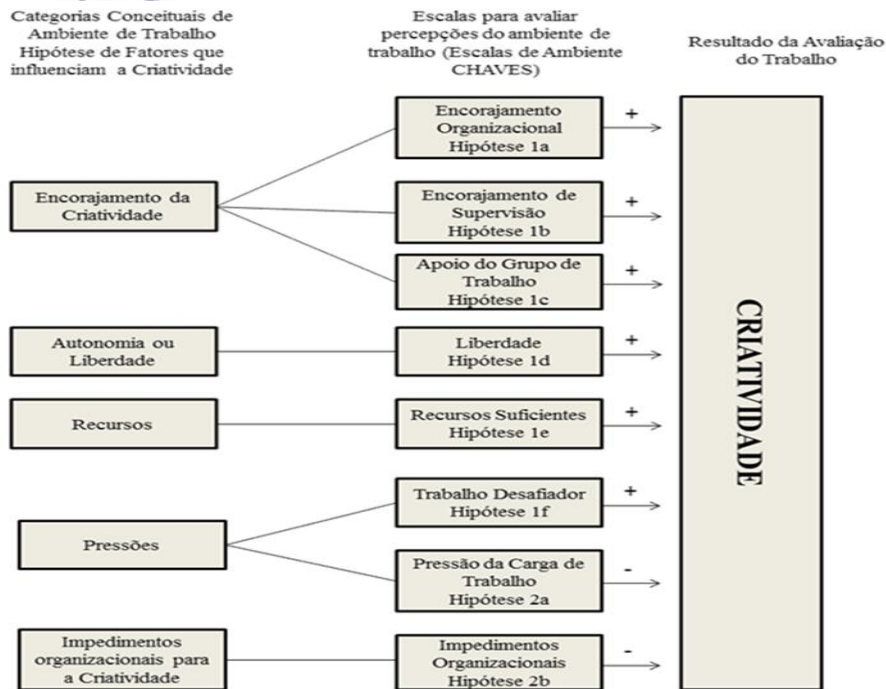 Categorias Conceituais de
Ambiente de Trabalho
Hipótese de Fatores que
influenciam a Criatividade
Escalas para avaliar
percepções do ambiente de
trabalho (Escalas de Ambiente
CHAVES)
Resultado da Avaliação
do Trabalho
Encorajamento da
Criatividade
Encorajamento
Organizacional
Hipótese 1a
+
Encorajamento de
Supervisão
Hipótese 1b
+
Apoio do Grupo de
Trabalho
Hipótese 1c
+
Autonomia ou
Liberdade
Liberdade
Hipótese 1d
+
Recursos
Recursos Suficientes
Hipótese 1e
+
Pressões
Trabalho Desafiador
Hipótese 1f
+
Pressão da Carga de
Trabalho
Hipótese 2a
-
Impedimentos
organizacionais para
a Criatividade
Impedimentos
Organizacionais
Hipótese 2b
-
CRIATIVIDADE